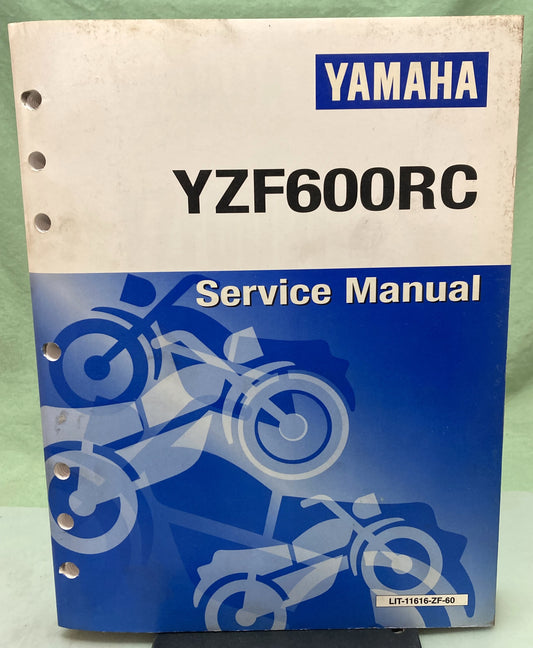 YAMAHA
YZF600RC
Service Manual
LIT-11616-ZF-60